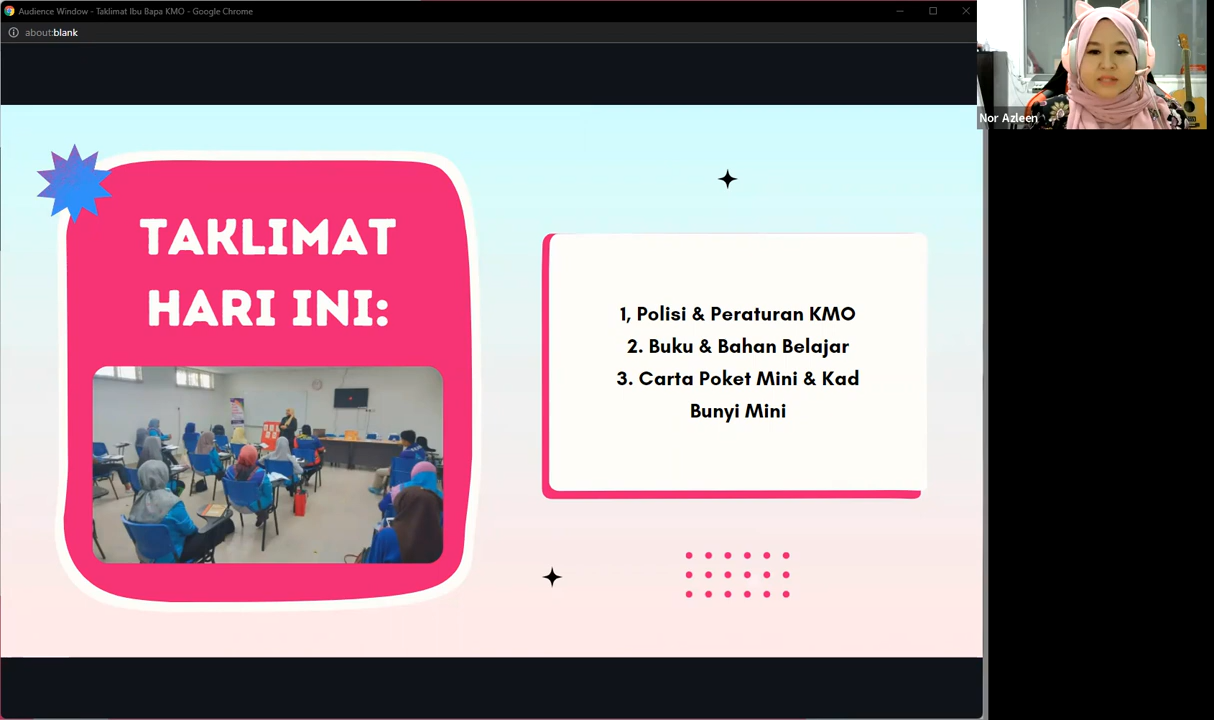 Audience Window - Taklimat Ibu Bapa KMO - Google Chrome
about:blank
Nor Azleen
TAKLIMAT
HARI INI:
1, Polisi & Peraturan KMO
2. Buku & Bahan Belajar
3. Carta Poket Mini & Kad
Bunyi Mini